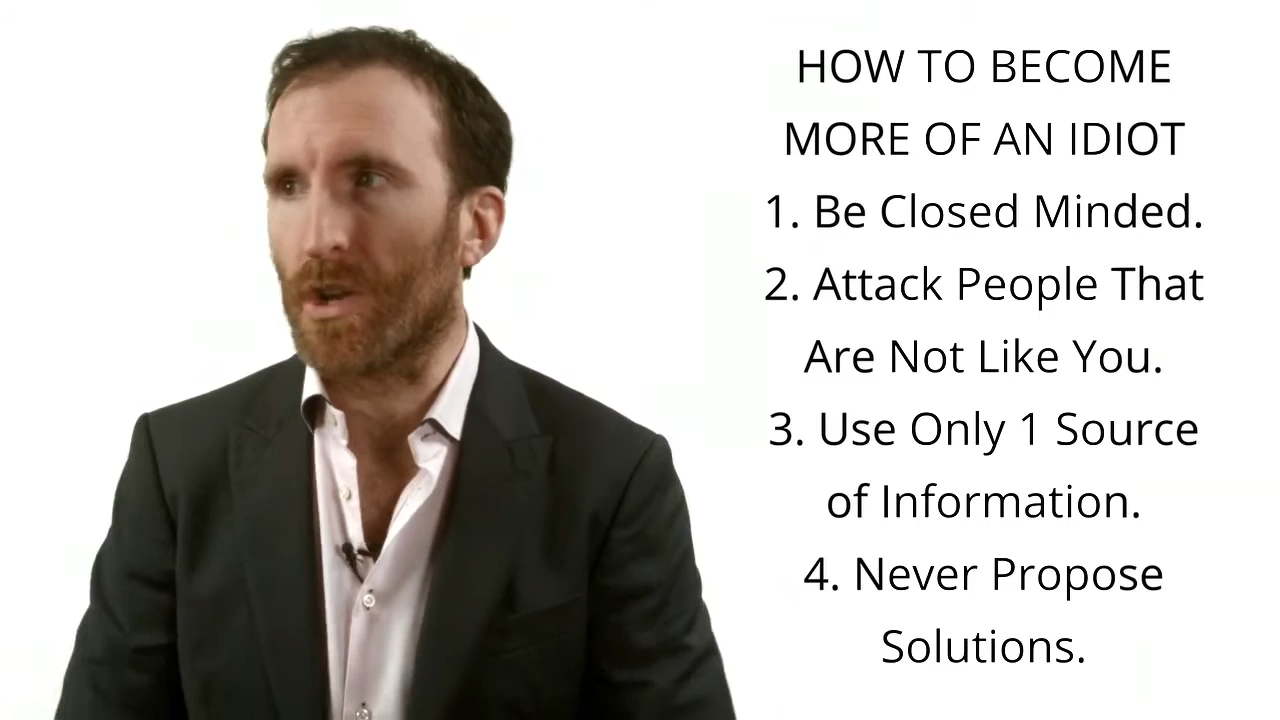 HOW TO BECOME
MORE OF AN IDIOT
1. Be Closed Minded.
2. Attack People That
Are Not Like You.
3. Use Only 1 Source
of Information.
4. Never Propose
Solutions.